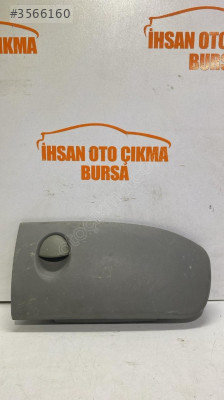 #3566160
İHSAN OTO ÇIKMA
BURSA
İHSAN OTO ÇIKMA
BURSA